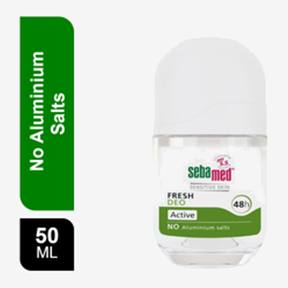 No Aluminium
Salts
50
ML
sebamed
sensitive skin
FRESH
DEO
48h
Active
NO Aluminium salts